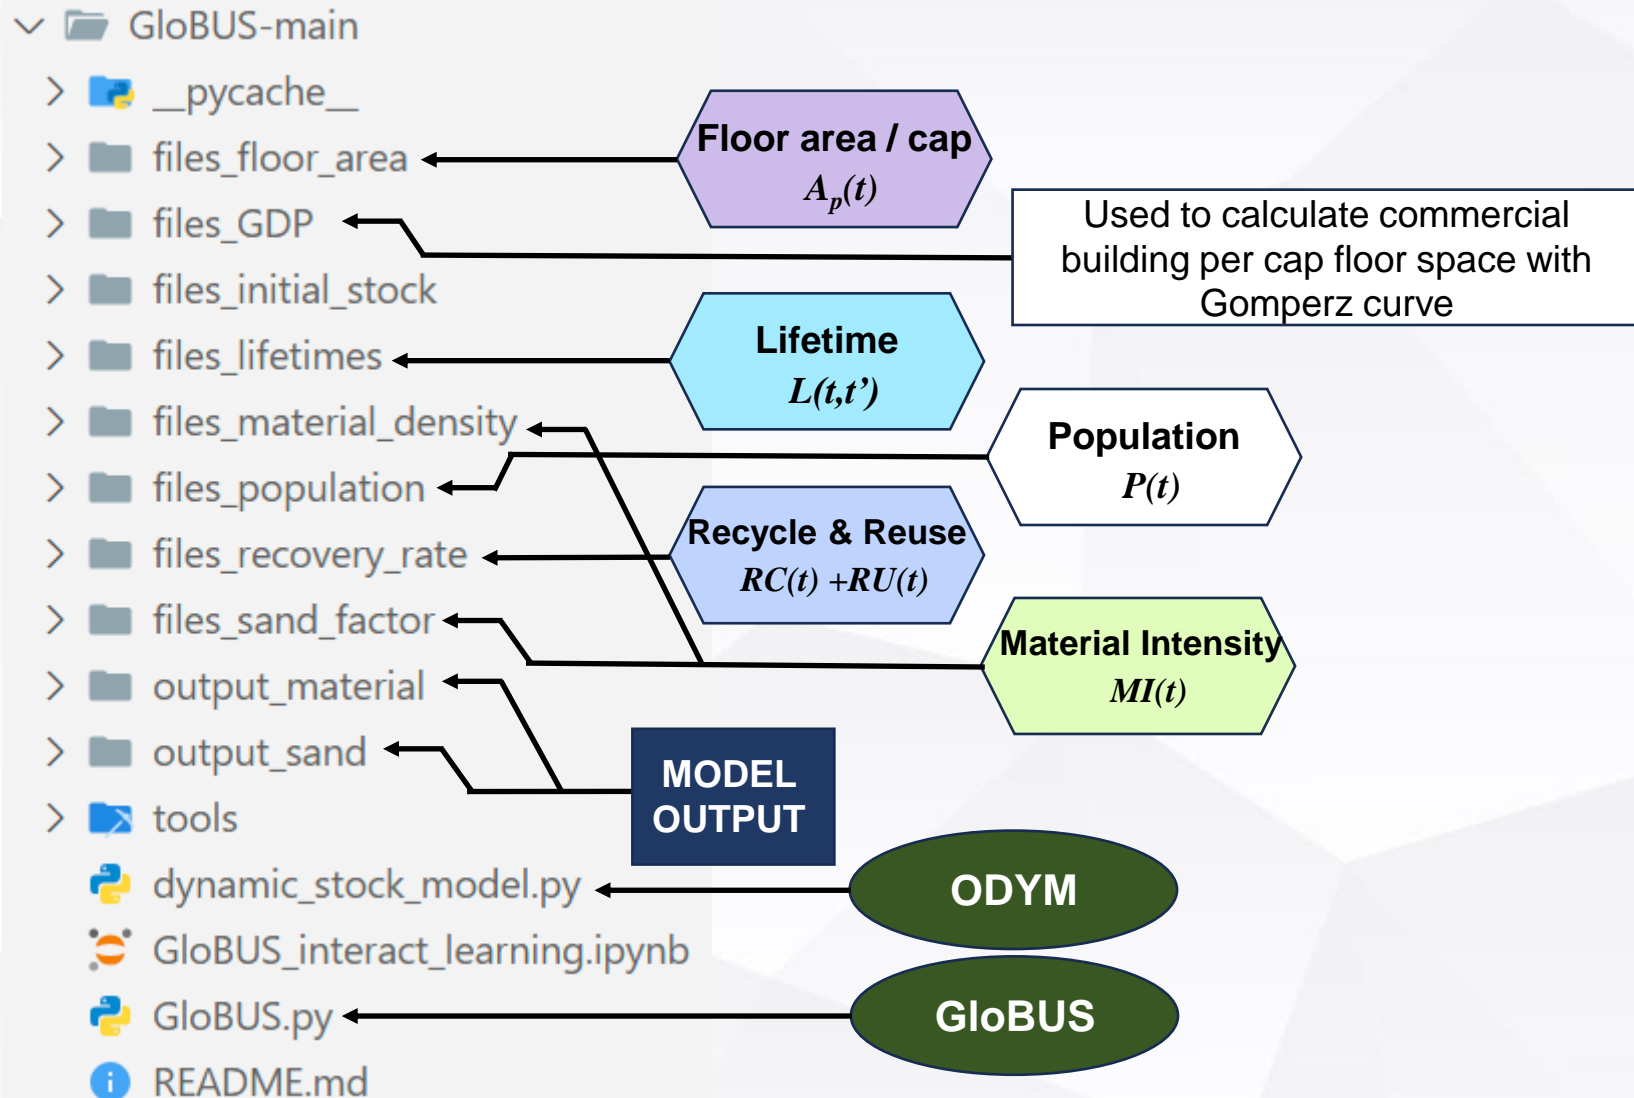 GloBUS-main
__pycache__
files_floor_area
files_GDP
files_initial_stock
files_lifetimes
files_material_density
files_population
files_recovery_rate
files_sand_factor
output_material
output_sand
tools
dynamic_stock_model.py
GloBUS_interact_learning.ipynb
GloBUS.py
README.md
Floor area / cap
Ap(t)
Used to calculate commercial
building per cap floor space with
Gomperz curve
Lifetime
L(t,t’)
Population
P(t)
Recycle & Reuse
RC(t) +RU(t)
Material Intensity
MI(t)
MODEL
OUTPUT
ODYM
GloBUS